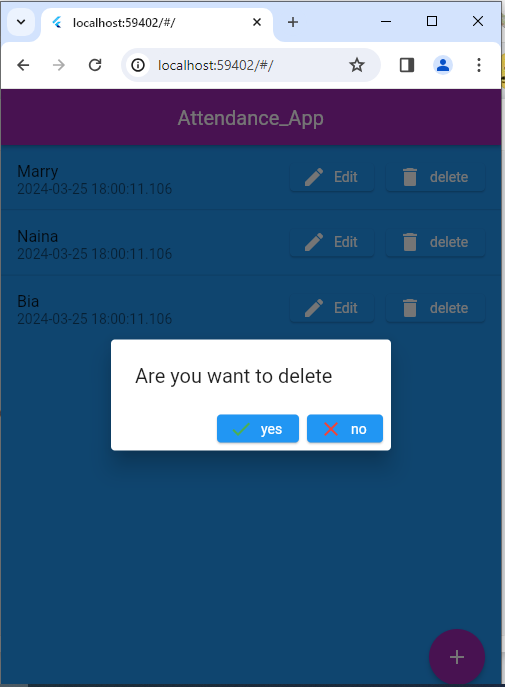 localhost:59402/#/
localhost:59402/#/
Attendance_App
Marry
2024-03-25 18:00:11.106
Edit
delete
Naina
2024-03-25 18:00:11.106
Edit
delete
Bia
2024-03-25 18:00:11.106
Edit
delete
Are you want to delete
yes
no